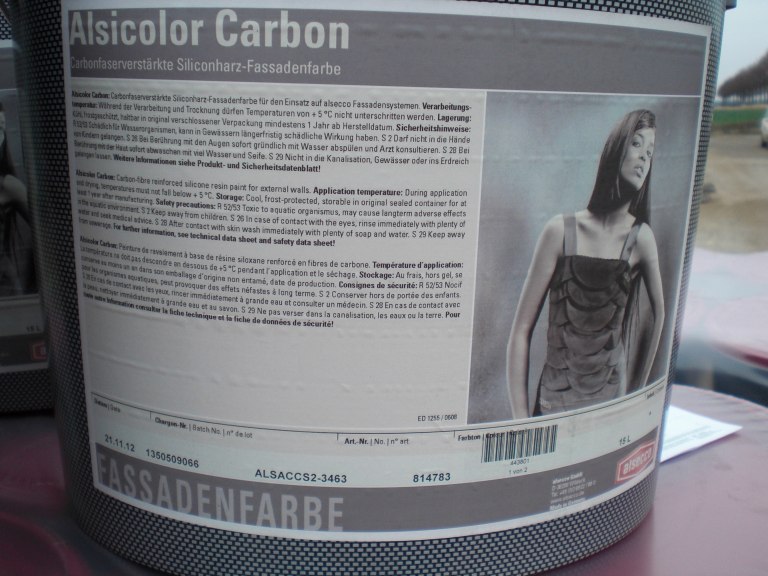 Alsicolor Carbon
Carbonfaserverstärkte Siliconharz-Fassadenfarbe
Alsicolor Carbon: Carbonfaserverstärkte Siliconharz-Fassadenfarbe für den Einsatz auf alsecco Fassadensystemen. Verarbeitungs-
temperatur: Während der Verarbeitung und Trocknung dürfen Temperaturen von + 5 °C nicht unterschritten werden. Lagerung:
Kühl, frostgeschützt, haltbar in original verschlossener Verpackung mindestens 1 Jahr ab Herstelldatum. Sicherheitshinweise:
R 52/53 Schädlich für Wasserorganismen, kann in Gewässern längerfristig schädliche Wirkung haben. S 2 Darf nicht in die Hände
von Kindern gelangen. S 26 Bei Berührung mit den Augen sofort gründlich mit Wasser abspülen und Arzt konsultieren. S 28 Bei
Berührung mit der Haut sofort abwaschen mit viel Wasser und Seife. S 29 Nicht in die Kanalisation, Gewässer oder ins Erdreich
gelangen lassen. Weitere Informationen siehe Produkt- und Sicherheitsdatenblatt!
Alsicolor Carbon: Carbon-fibre reinforced silicone resin paint for external walls. Application temperature: During application
and drying, temperatures must not fall below + 5 °C. Storage: Cool, frost-protected, storable in original sealed container for at
least 1 year after manufacturing. Safety precautions: R 52/53 Toxic to aquatic organisms, may cause longterm adverse effects
in the aquatic environment. S 2 Keep away from children. S 26 In case of contact with the eyes, rinse immediately with plenty of
water and seek medical advice. S 28 After contact with skin wash immediately with plenty of soap and water. S 29 Keep away
from sewerage. For further information, see technical data sheet and safety data sheet!
Alsicolor Carbon: Peinture de ravalement à base de résine siloxane renforcé en fibres de carbone. Température d'application:
La température ne doit pas descendre en dessous de +5 °C pendant l'application et le séchage. Stockage: Au frais, hors gel, se
conserve au moins un an dans son emballage d'origine non entamé, date de production. Consignes de sécurité: R 52/53 Nocif
pour les organismes aquatiques, peut provoquer des effets néfastes à long terme. S 2 Conserver hors de portée des enfants.
S 26 En cas de contact avec les yeux, rincer immédiatement à grande eau et consulter un médecin. S 28 En cas de contact avec
la peau, nettoyer immédiatement à grande eau et au savon. S 29 Ne pas verser dans la canalisation, les eaux ou la terre. Pour
toute information consulter la fiche technique et la fiche de données de sécurité!
ED 1255 / 0508
Datum | Date
Chargen-Nr. | Batch No. | n° de lot
Art.-Nr. | No. | n° art
Farbton
21.11.12
1350509066
ALSACCS2-3463
814783
443801
1 von 2
15 L
alsecco
FASSADENFARBE